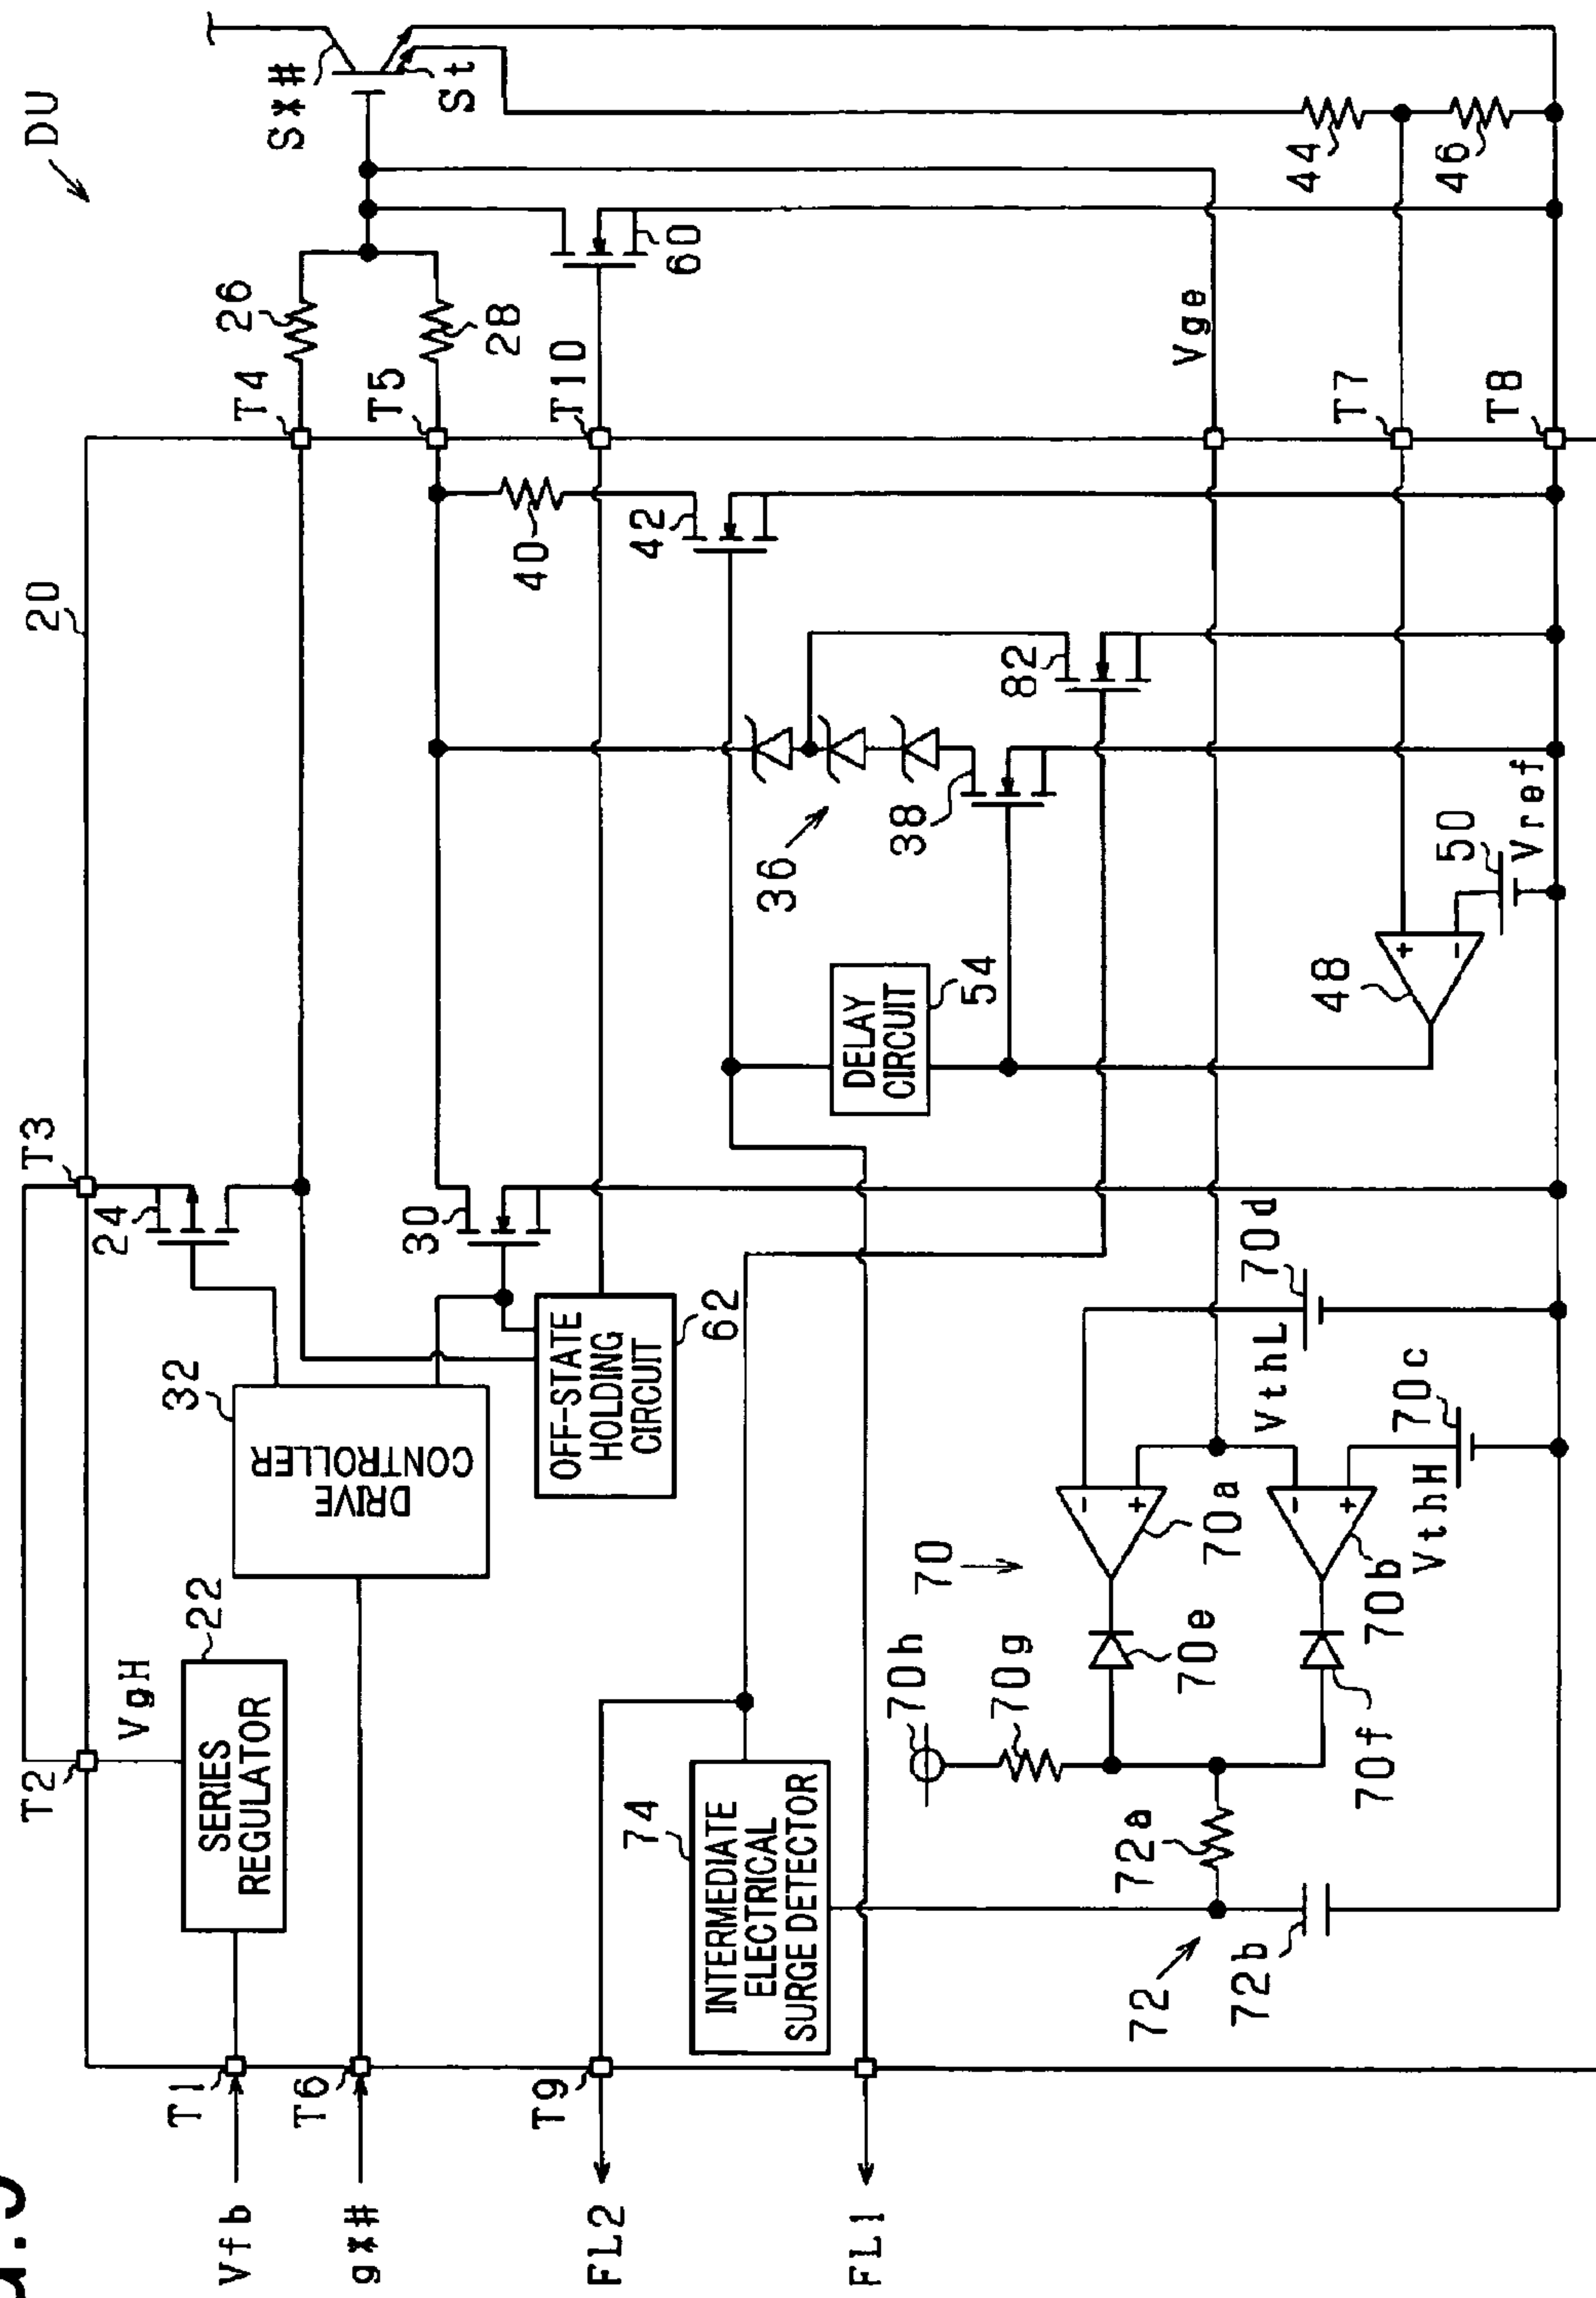 DU
20
T3
T2
VgH
22
SERIES
REGULATOR
T1
Vfb
T6
g*#
32
DRIVE
CONTROLLER
24
T4
26
S*#
St
T5
28
30
OFF-STATE
HOLDING
CIRCUIT
62
T10
60
40
42
T9
FL2
74
INTERMEDIATE
ELECTRICAL
SURGE DETECTOR
FL1
DELAY
CIRCUIT
54
36
38
82
Vge
44
46
T7
T8
48
50
Vref
70
70h
70g
70e
70a
70f
70b
VthL
70d
VthH
70c
72
72a
72b
+
-
-
+
-
+